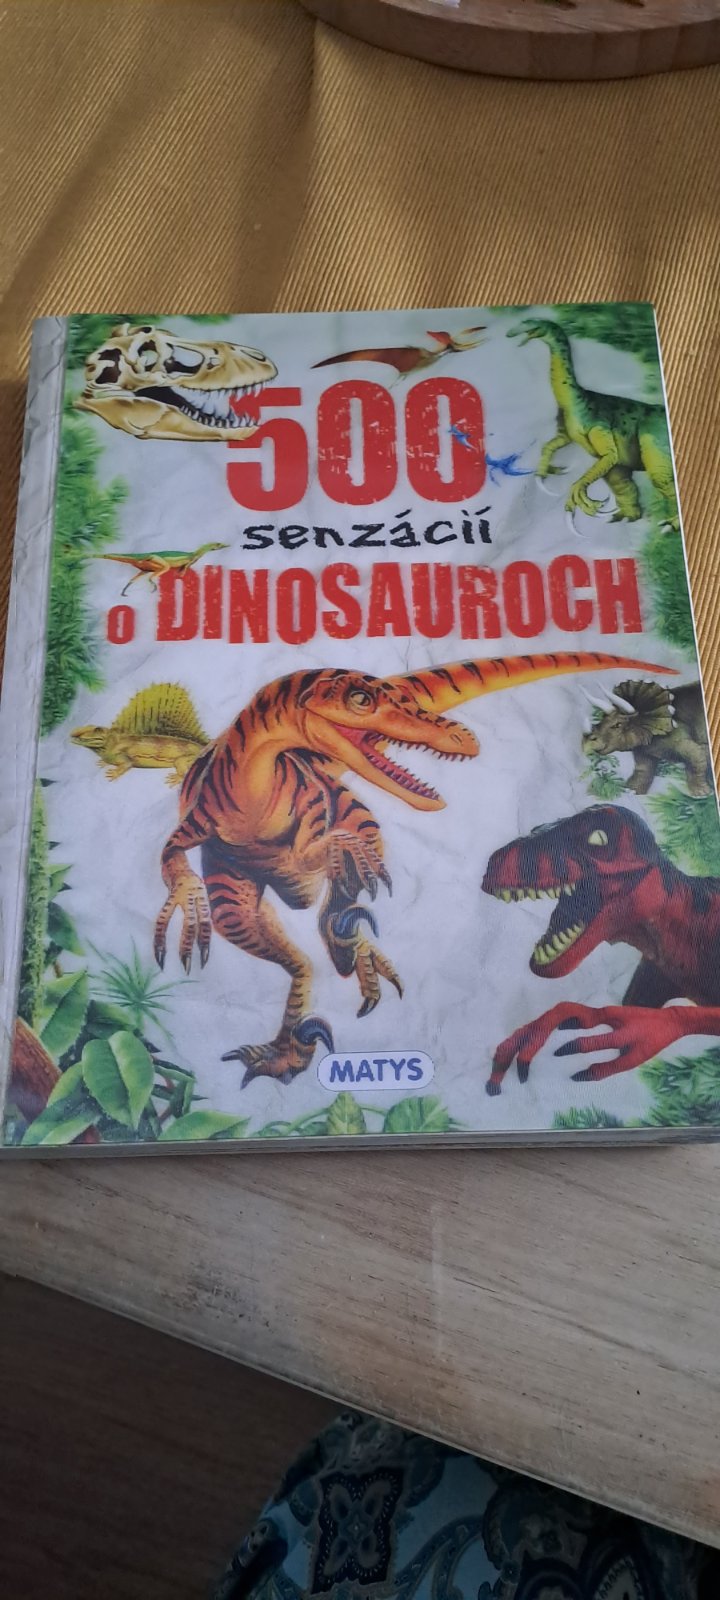 500
senzácií
o DINOSAUROCH
MATYS